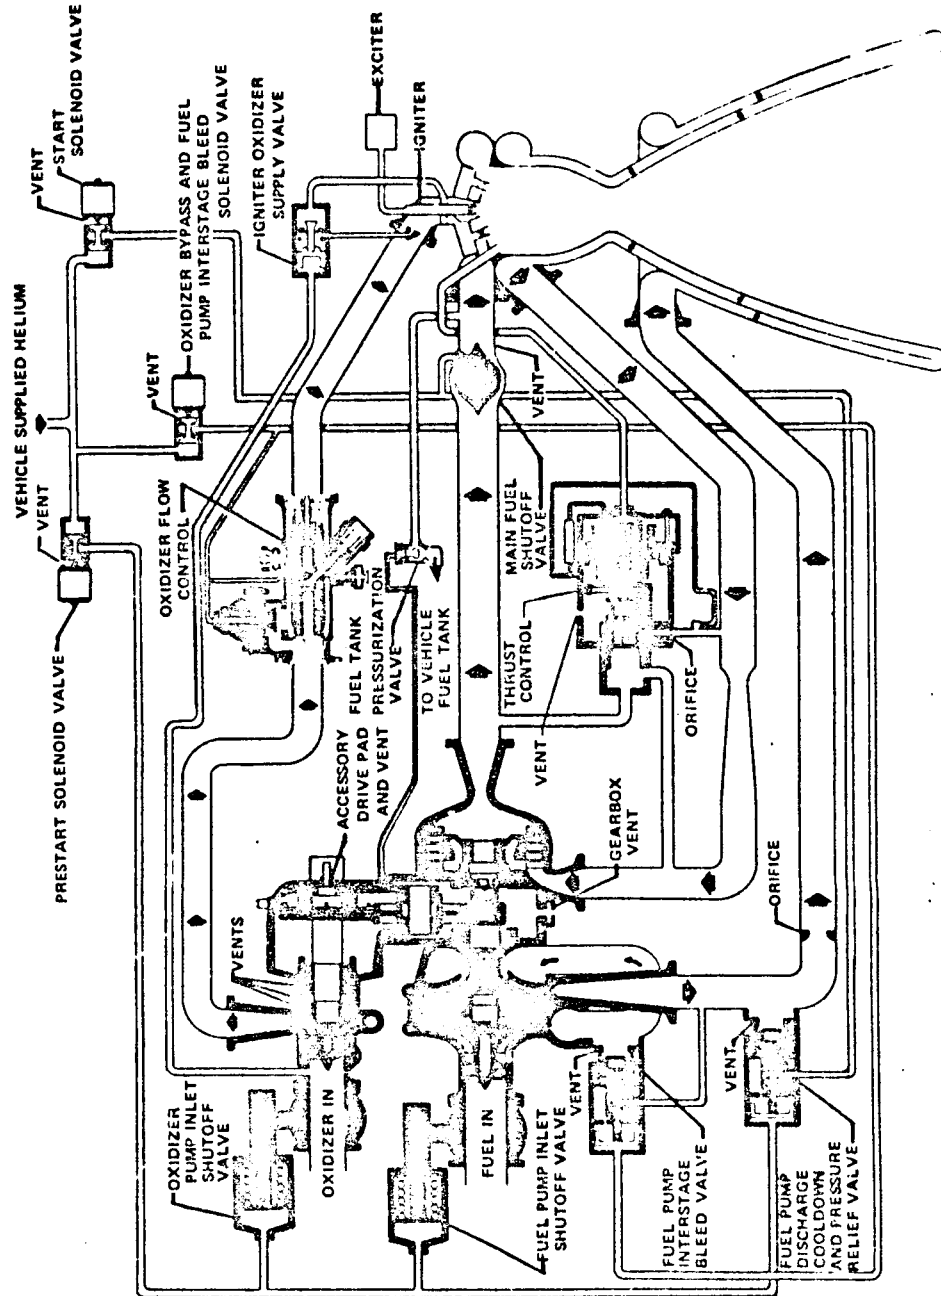 PRESTART SOLENOID VALVE
VENT
VEHICLE SUPPLIED HELIUM
VENT
START
SOLENOID VALVE
VENT
OXIDIZER BYPASS AND FUEL
PUMP INTERSTAGE BLEED
SOLENOID VALVE
IGNITER OXIDIZER
SUPPLY VALVE
EXCITER
IGNITER
OXIDIZER FLOW
CONTROL
VENTS
ACCESSORY
DRIVE PAD
AND VENT
FUEL TANK
PRESSURIZATION
VALVE
TO VEHICLE
FUEL TANK
OXIDIZER
PUMP INLET
SHUTOFF
VALVE
OXIDIZER IN
FUEL IN
FUEL PUMP INLET
SHUTOFF VALVE
VENT
MAIN FUEL
SHUTOFF
VALVE
THRUST
CONTROL
VENT
ORIFICE
GEARBOX
VENT
ORIFICE
VENT
FUEL PUMP
INTERSTAGE
BLEED VALVE
VENT
FUEL PUMP
DISCHARGE
COOLDOWN
AND PRESSURE
RELIEF VALVE